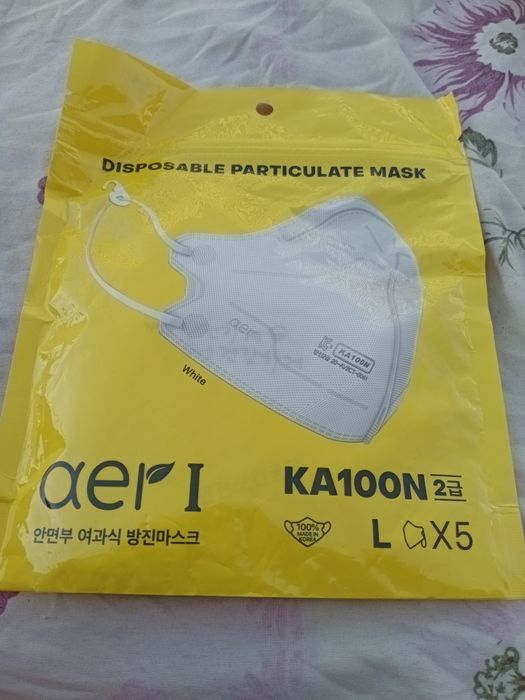 DISPOSABLE PARTICULATE MASK
aer
KA100N
White
aer I
KA100N 2급
안면부 여과식 방진마스크
100%
MADE IN
KOREA
L X5